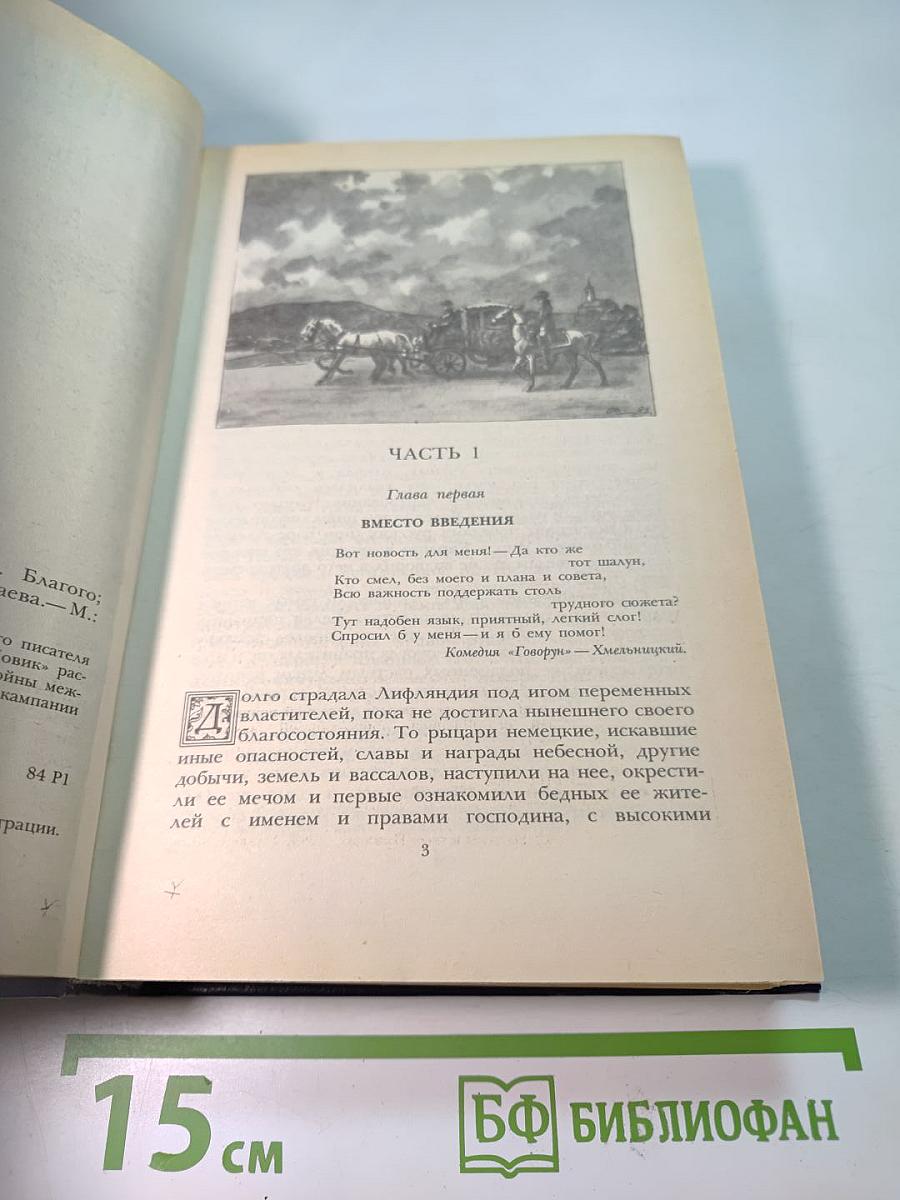 . Благого;
аева.— М.:
го писателя
овик» рас-
ойны меж-
кампании
84 Р1
трации.
ЧАСТЬ 1
Глава первая
ВМЕСТО ВВЕДЕНИЯ
Вот новость для меня! — Да кто же
тот шалун,
Кто смел, без моего и плана и совета,
Всю важность поддержать столь
трудного сюжета?
Тут надобен язык, приятный, легкий слог!
Спросил б у меня — и я б ему помог!
Комедия «Говорун» — Хмельницкий.
Долго страдала Лифляндия под игом переменных
властителей, пока не достигла нынешнего своего
благосостояния. То рыцари немецкие, искавшие
иные опасностей, славы и награды небесной, другие
добычи, земель и вассалов, наступили на нее, окрести-
ли ее мечом и первые ознакомили бедных ее жите-
лей с именем и правами господина, с высокими
3
15 см
БФ БИБЛИОФАН